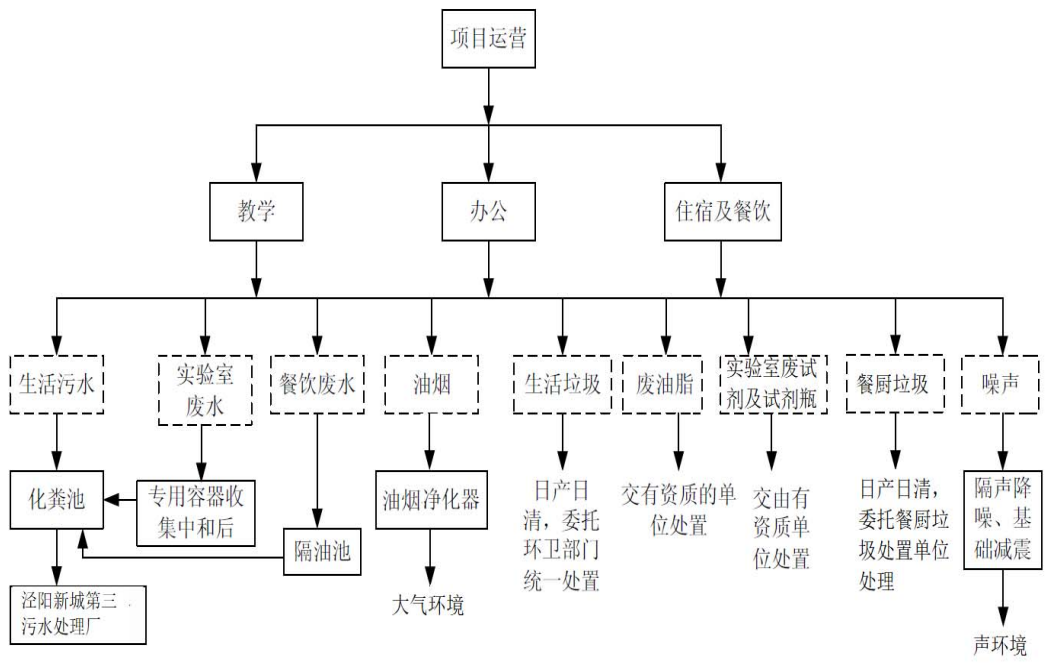 项目运营
教学
办公
住宿及餐饮
生活污水
实验室
废水
餐饮废水
油烟
生活垃圾
废油脂
实验室废试
剂及试剂瓶
餐厨垃圾
噪声
化粪池
专用容器收
集中和后
隔油池
油烟净化器
日产日
清，委托
环卫部门
统一处置
交有资质的单
位处置
交由有
资质单
位处置
日产日清，
委托餐厨垃
圾处置单位
处理
隔声降
噪、基
础减震
泾阳新城第三
污水处理厂
大气环境
声环境